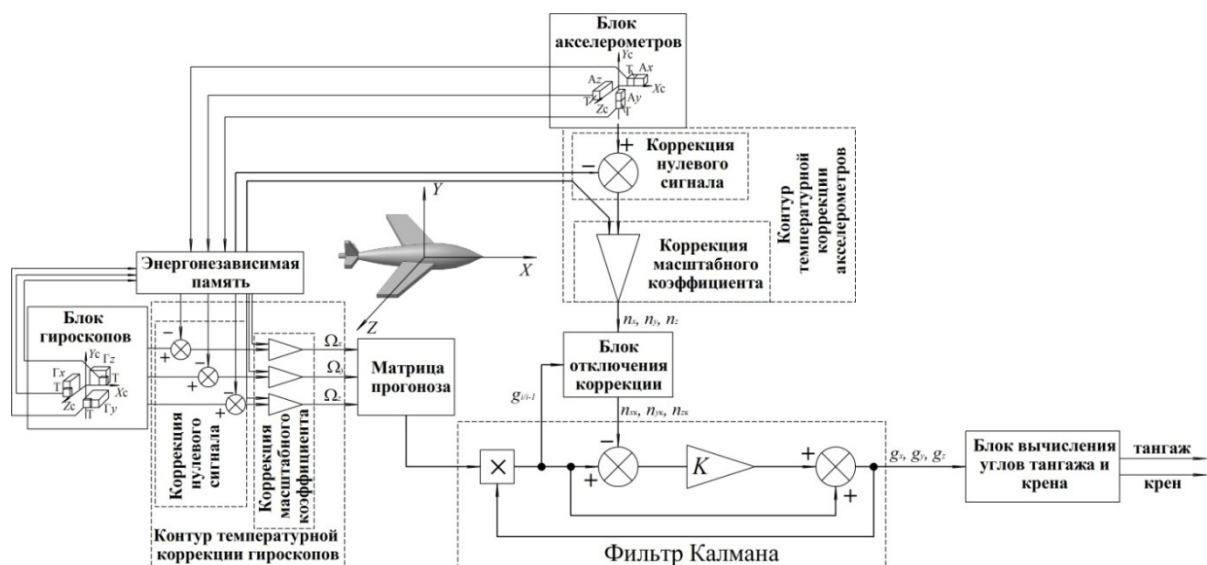 Блок
акселерометров
Yc
T Ax
Xc
Az
T
Zc
Ay
T
+
−
Коррекция
нулевого
сигнала
Контур
температурной
коррекции
акселерометров
Коррекция
масштабного
коэффициента
Y
X
Z
Энергонезависимая
память
Блок
гироскопов
Yc
Гz
T
Гx
T
Xc
Zc
Гy
T
−
+
−
+
−
+
Ωx
Ωy
Ωz
Матрица
прогоноза
nx, ny, nz
Блок
отключения
коррекции
gi/i-1
nxк, nyк, nzк
Коррекция
нулевого
сигнала
Коррекция
масштабного
коэффициента
Контур температурной
коррекции гироскопов
×
−
+
K
+
+
gx, gy, gz
Блок вычисления
углов тангажа и
крена
тангаж
крен
Фильтр Калмана